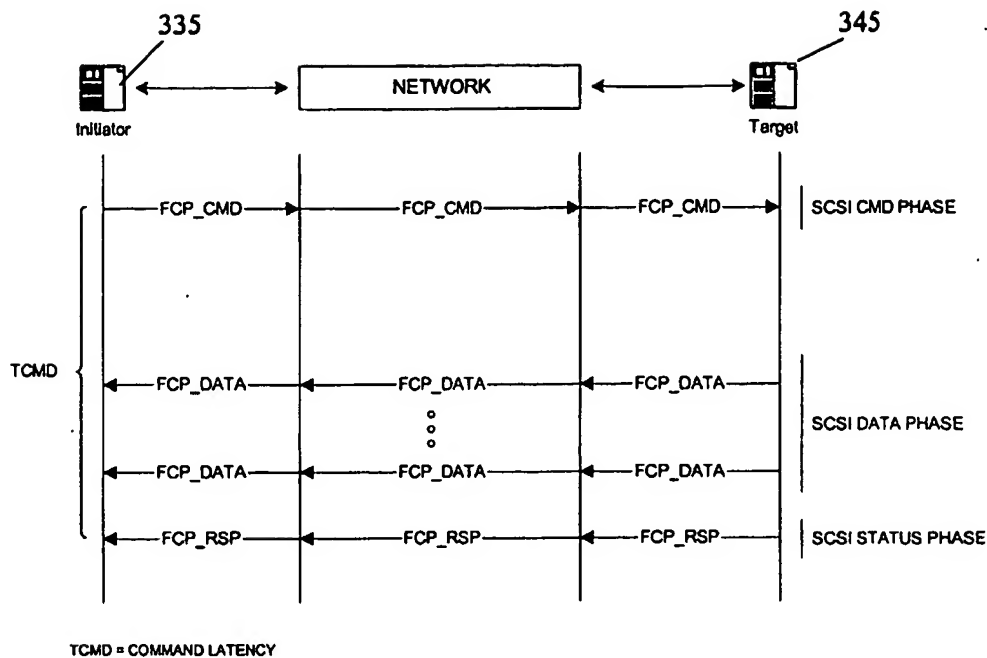 335
345
NETWORK
Initiator
Target
FCP_CMD FCP_CMD FCP_CMD SCSI CMD PHASE
TCMD
FCP_DATA FCP_DATA FCP_DATA
SCSI DATA PHASE
FCP_DATA FCP_DATA FCP_DATA
FCP_RSP FCP_RSP FCP_RSP SCSI STATUS PHASE
TCMD = COMMAND LATENCY